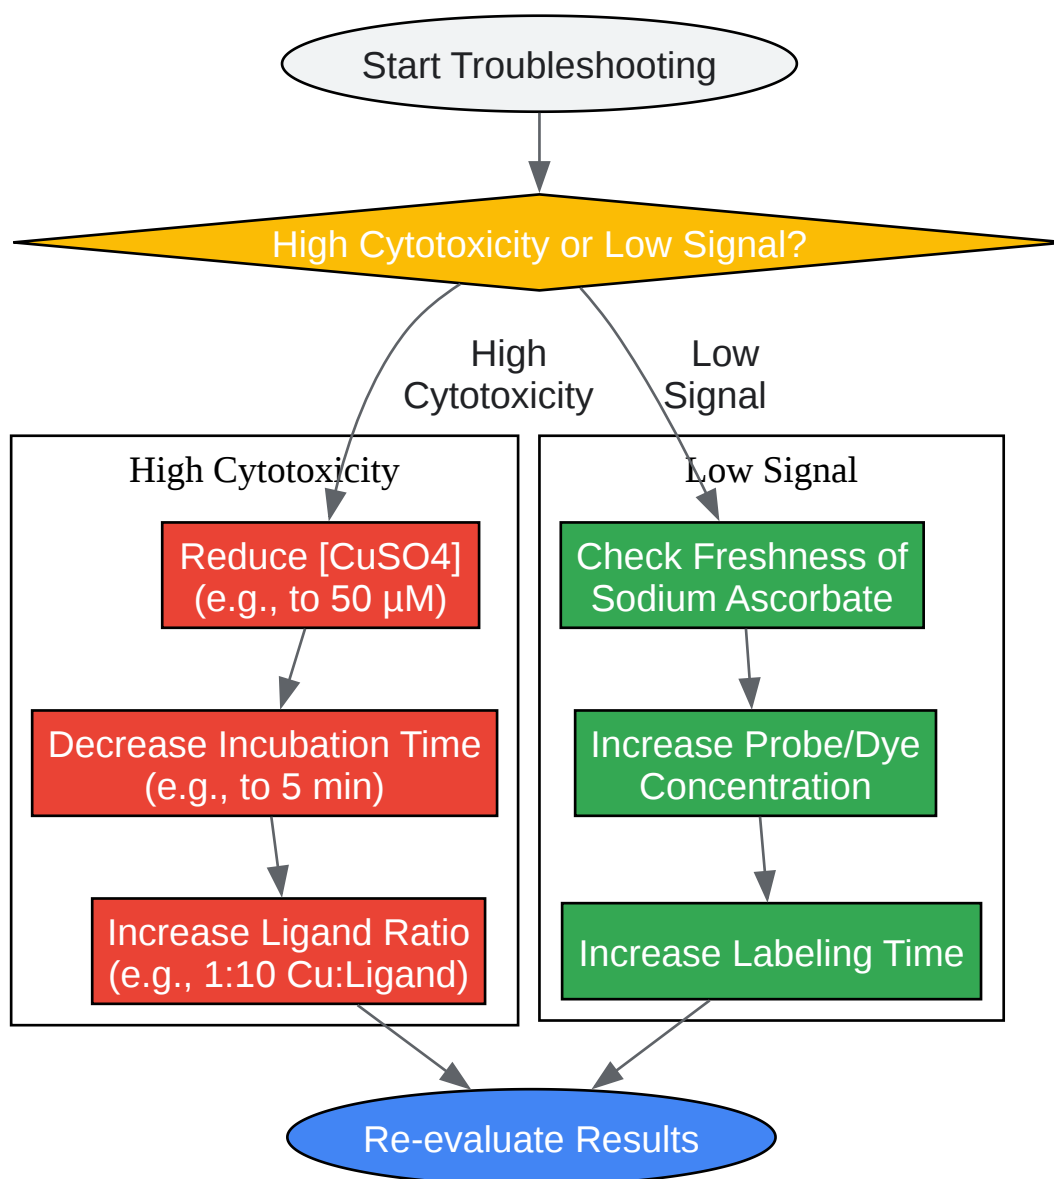 Start Troubleshooting
High Cytotoxicity or Low Signal?
High
Cytotoxicity
Low
Signal
High Cytotoxicity
Reduce [CuSO4]
(e.g., to 50 µM)
Decrease Incubation Time
(e.g., to 5 min)
Increase Ligand Ratio
(e.g., 1:10 Cu:Ligand)
Low Signal
Check Freshness of
Sodium Ascorbate
Increase Probe/Dye
Concentration
Increase Labeling Time
Re-evaluate Results